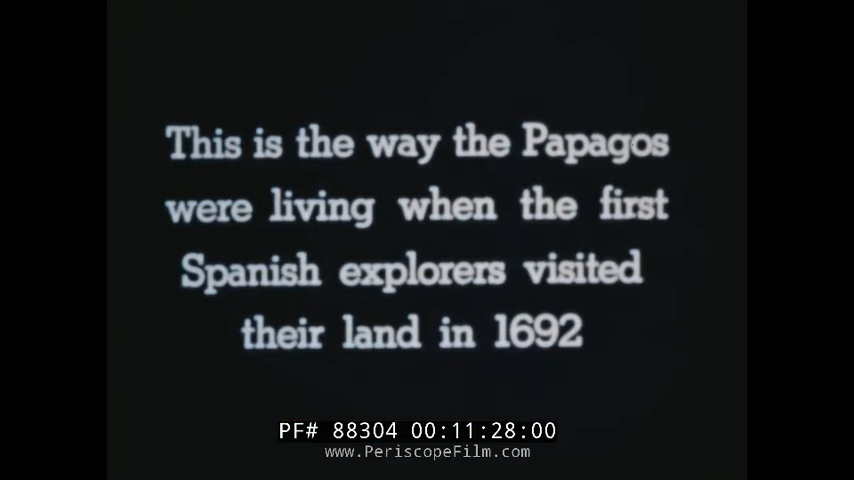 This is the way the Papagos
were living when the first
Spanish explorers visited
their land in 1692
PF# 88304 00:11:28:00
www.PeriscopeFilm.com